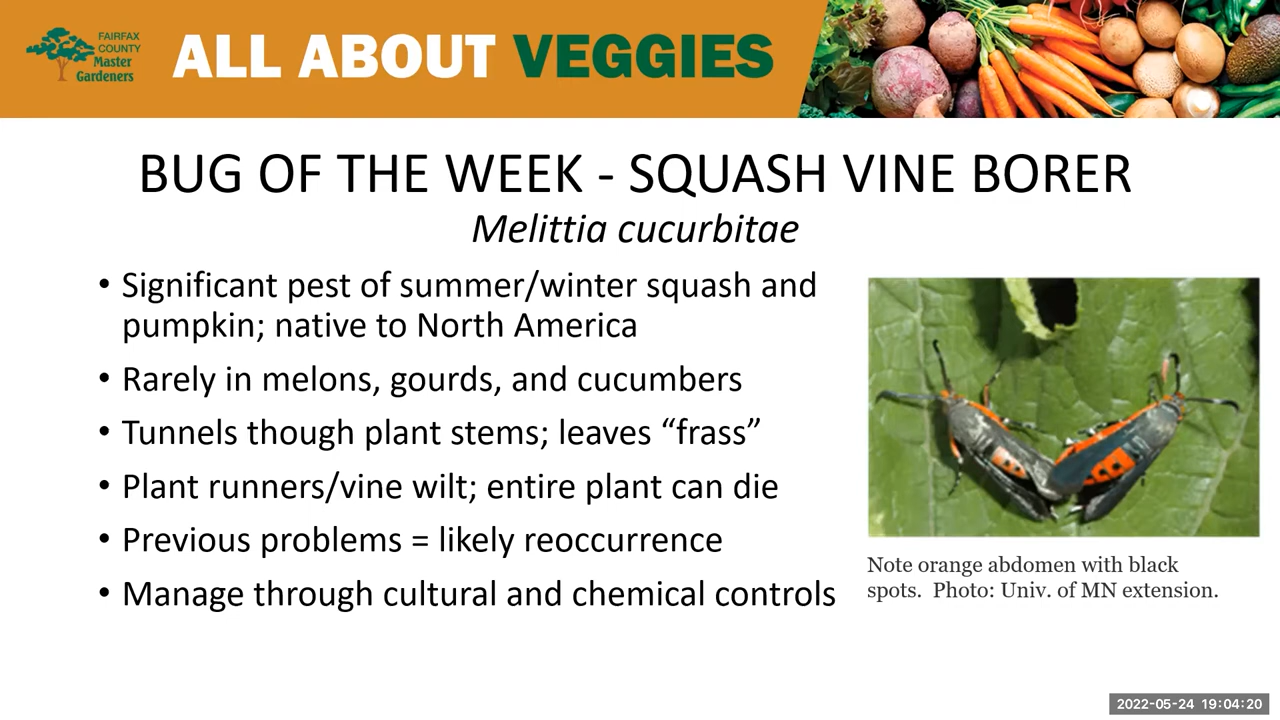 FAIRFAX
COUNTY
Master
Gardeners
ALL ABOUT VEGGIES
BUG OF THE WEEK - SQUASH VINE BORER
Melittia cucurbitae
• Significant pest of summer/winter squash and
pumpkin; native to North America
• Rarely in melons, gourds, and cucumbers
• Tunnels though plant stems; leaves “frass”
• Plant runners/vine wilt; entire plant can die
• Previous problems = likely reoccurrence
• Manage through cultural and chemical controls
Note orange abdomen with black
spots. Photo: Univ. of MN extension.
2022-05-24 19:04:20